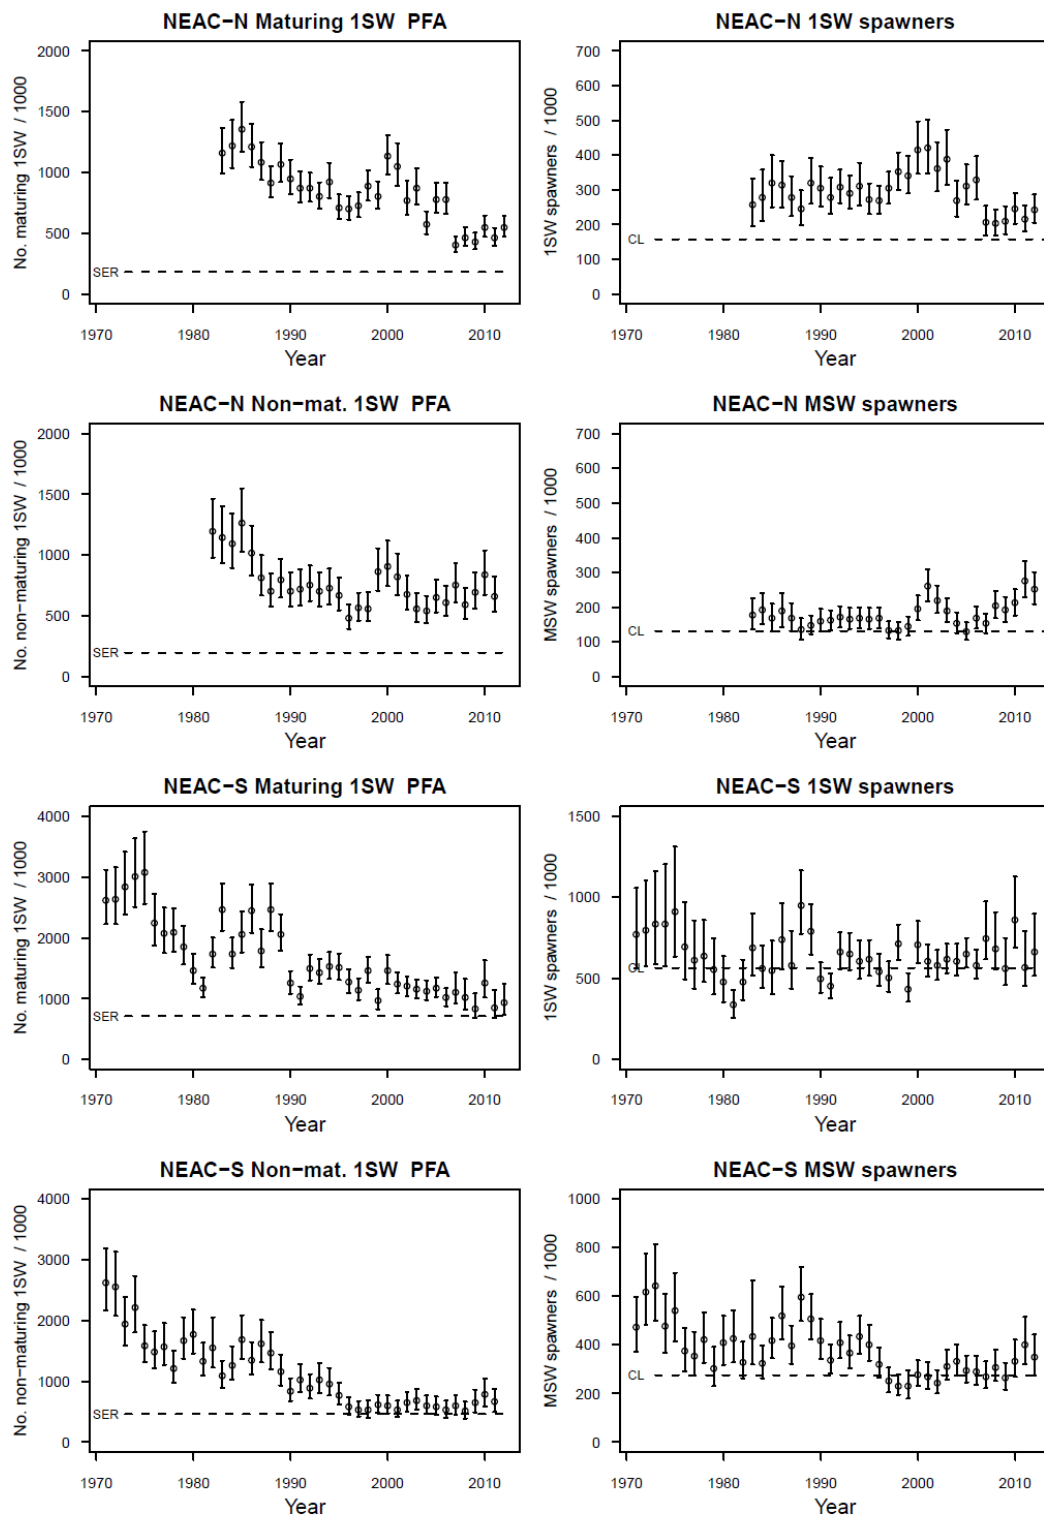 NEAC−N Maturing 1SW PFA
No. maturing 1SW / 1000
2000
1500
1000
500
0
SER
1970 1980 1990 2000 2010
Year
NEAC−N 1SW spawners
1SW spawners / 1000
700
600
500
400
300
200
100
0
CL
1970 1980 1990 2000 2010
Year
NEAC−N Non−mat. 1SW PFA
No. non−maturing 1SW / 1000
2000
1500
1000
500
0
SER
1970 1980 1990 2000 2010
Year
NEAC−N MSW spawners
MSW spawners / 1000
700
600
500
400
300
200
100
0
CL
1970 1980 1990 2000 2010
Year
NEAC−S Maturing 1SW PFA
No. maturing 1SW / 1000
4000
3000
2000
1000
0
SER
1970 1980 1990 2000 2010
Year
NEAC−S 1SW spawners
1SW spawners / 1000
1500
1000
500
0
CL
1970 1980 1990 2000 2010
Year
NEAC−S Non−mat. 1SW PFA
No. non−maturing 1SW / 1000
4000
3000
2000
1000
0
SER
1970 1980 1990 2000 2010
Year
NEAC−S MSW spawners
MSW spawners / 1000
1000
800
600
400
200
0
CL
1970 1980 1990 2000 2010
Year